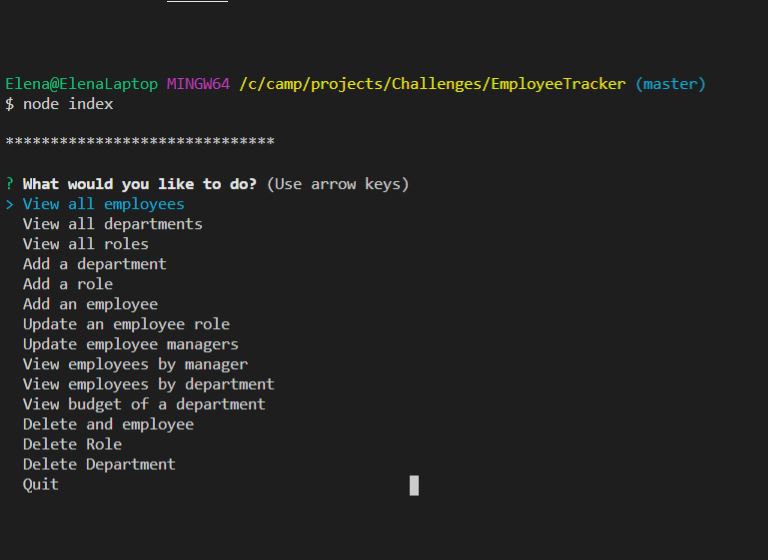 Elena@ElenaLaptop MINGW64 /c/camp/projects/Challenges/EmployeeTracker (master)
$ node index
******************************
? What would you like to do? (Use arrow keys)
> View all employees
View all departments
View all roles
Add a department
Add a role
Add an employee
Update an employee role
Update employee managers
View employees by manager
View employees by department
View budget of a department
Delete and employee
Delete Role
Delete Department
Quit